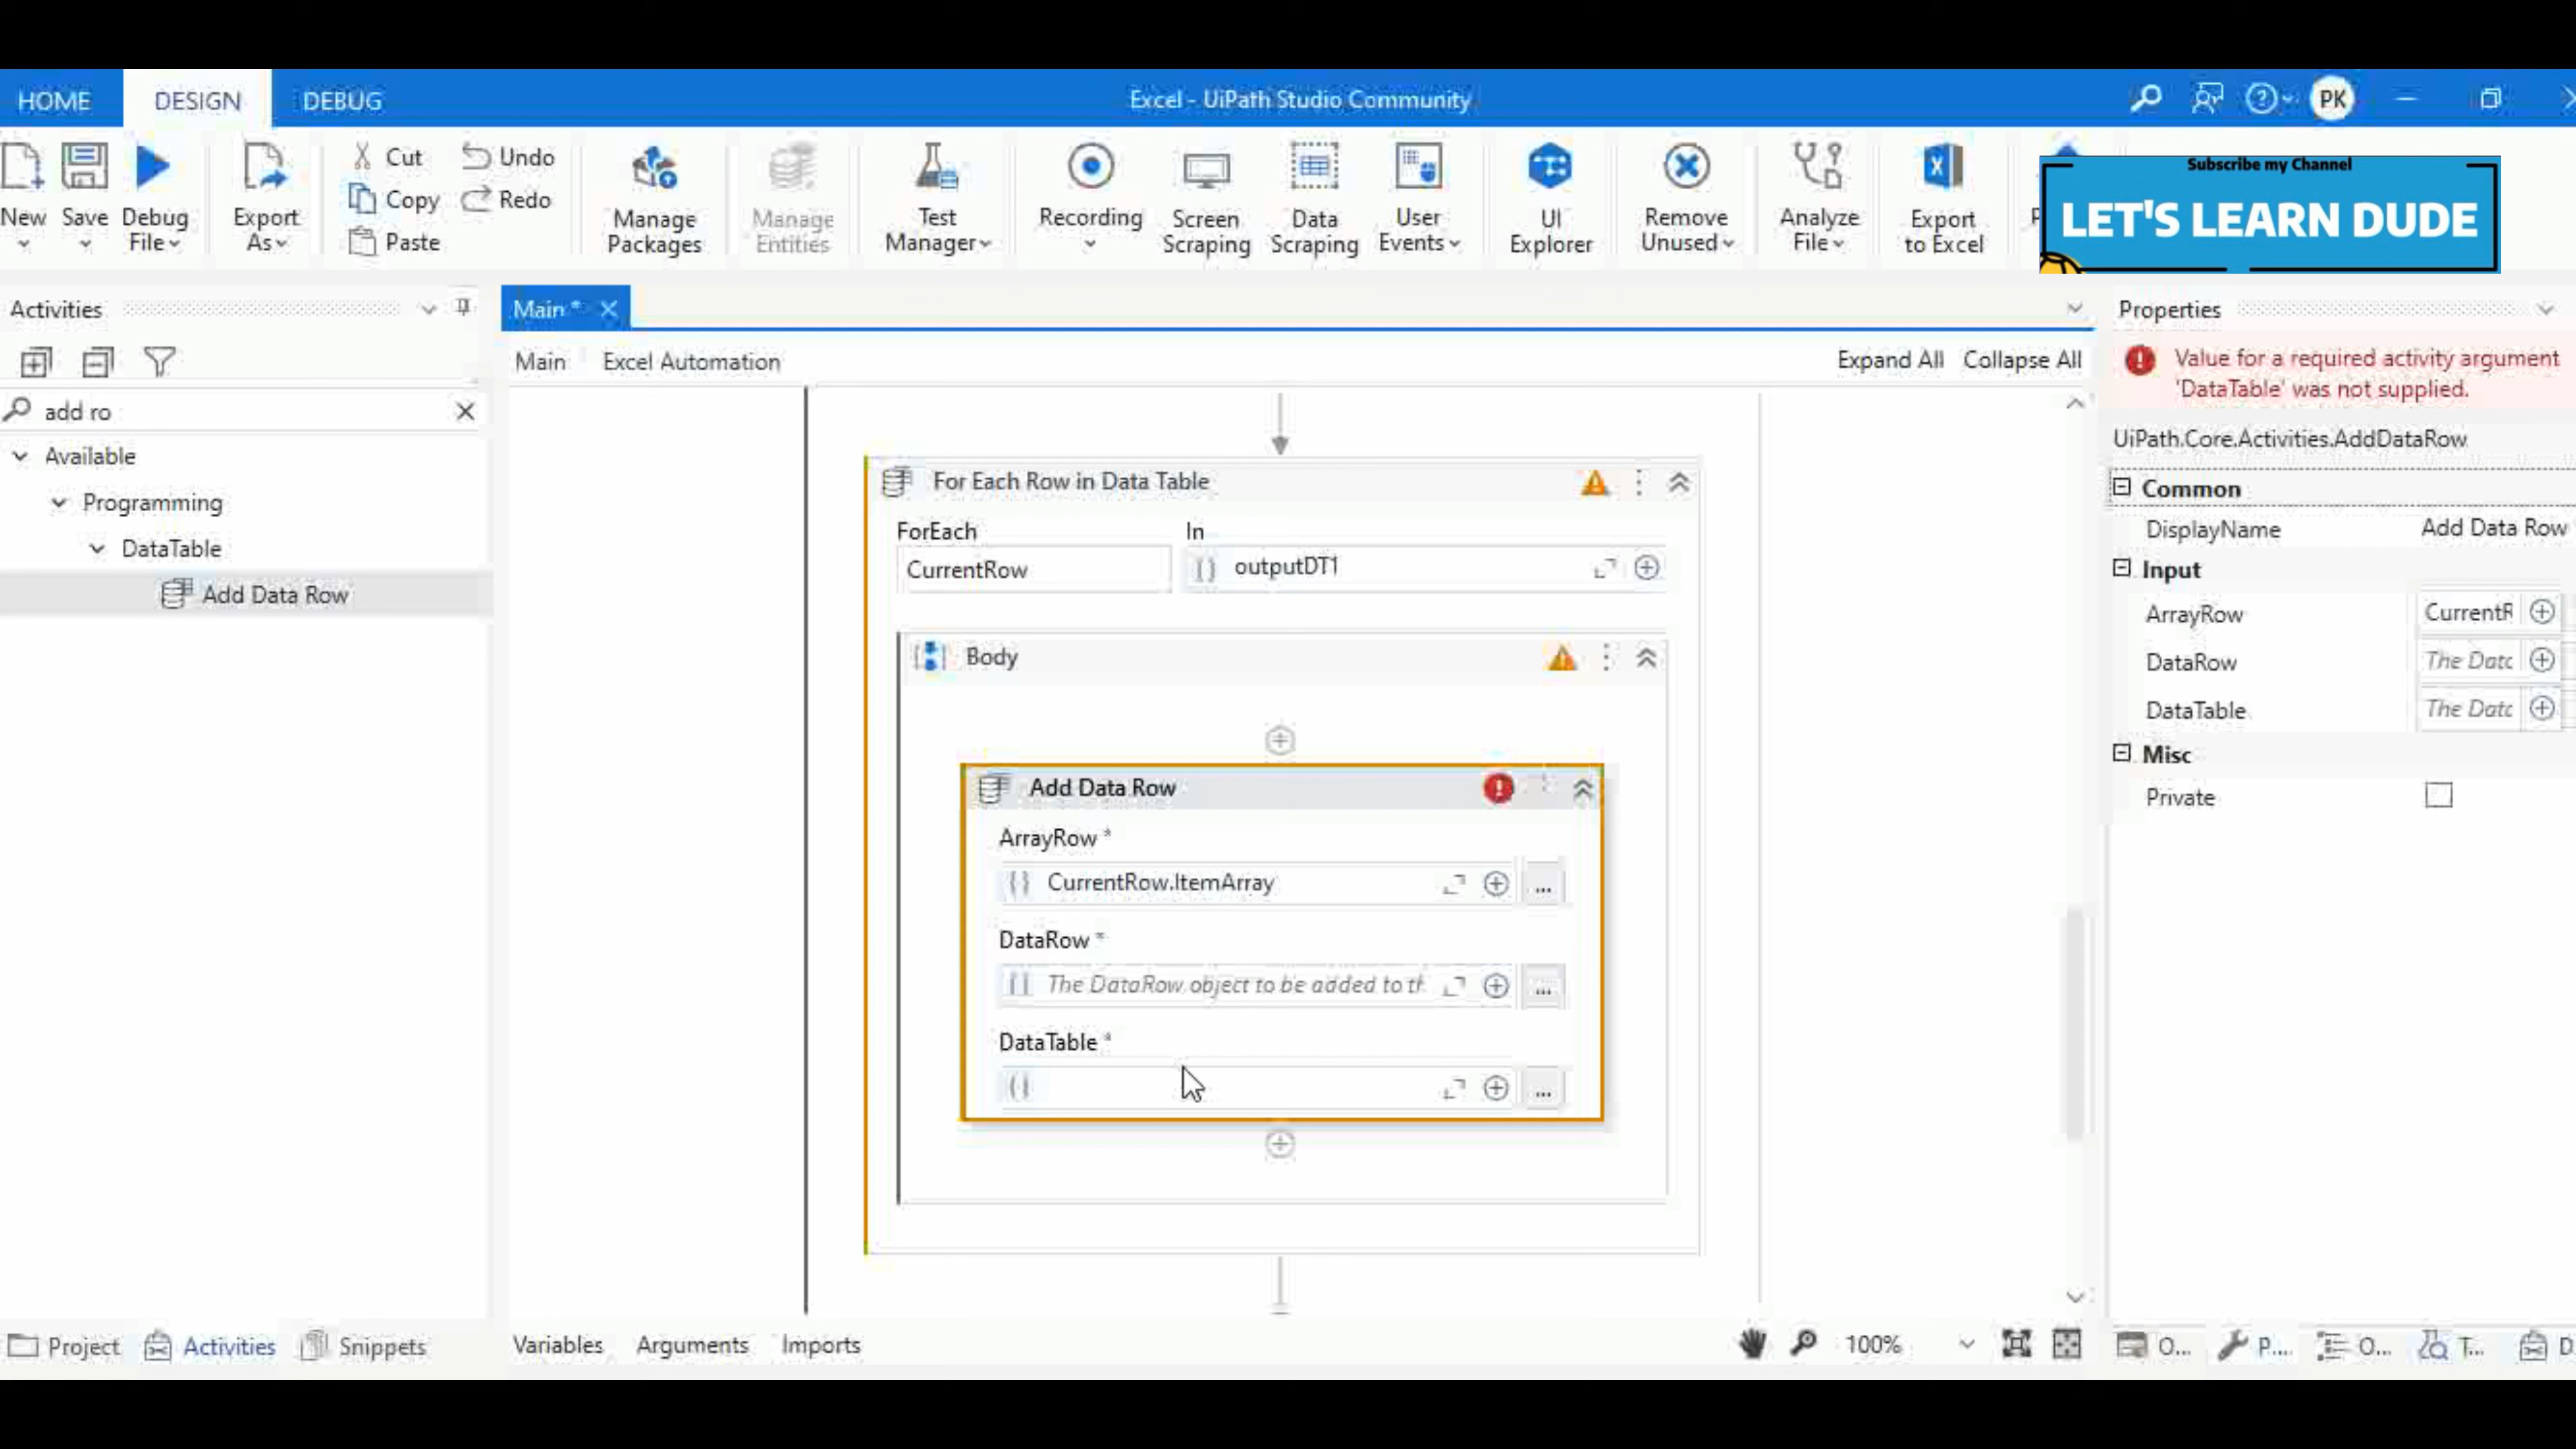 HOME
DESIGN
DEBUG
Excel - UiPath Studio Community
PK
New
Save
Debug
File
Export
As
Cut
Copy
Paste
Undo
Redo
Manage
Packages
Manage
Entities
Test
Manager
Recording
Screen
Scraping
Data
Scraping
User
Events
UI
Explorer
Remove
Unused
Analyze
File
Export
to Excel
Subscribe my Channel
LET'S LEARN DUDE
Activities
Main *
Properties
Main
Excel Automation
Expand All
Collapse All
Value for a required activity argument
'DataTable' was not supplied.
add ro
Available
Programming
DataTable
Add Data Row
For Each Row in Data Table
ForEach
In
CurrentRow
outputDT1
Body
Add Data Row
ArrayRow *
CurrentRow.ItemArray
DataRow *
The DataRow object to be added to th
DataTable *
UiPath.Core.Activities.AddDataRow
Common
DisplayName
Add Data Row
Input
ArrayRow
CurrentR
DataRow
The Data
DataTable
The Data
Misc
Private
Project
Activities
Snippets
Variables
Arguments
Imports
100%
O...
P...
O...
T...
D